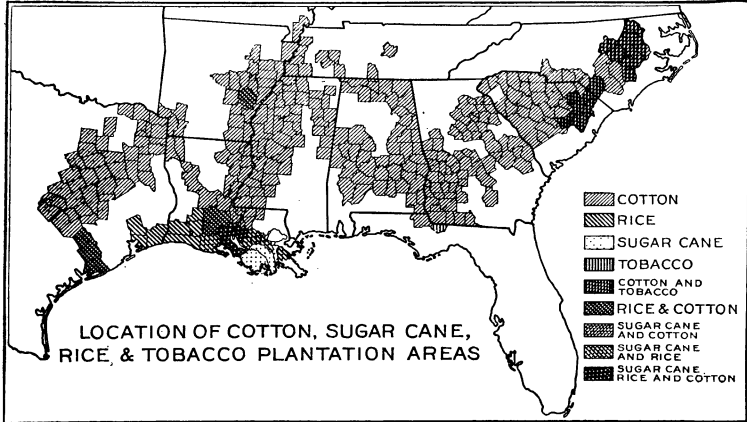 COTTON
RICE
SUGAR CANE
TOBACCO
COTTON AND
TOBACCO
RICE & COTTON
SUGAR CANE
AND COTTON
SUGAR CANE
AND RICE
SUGAR CANE
RICE AND COTTON
LOCATION OF COTTON, SUGAR CANE,
RICE, & TOBACCO PLANTATION AREAS